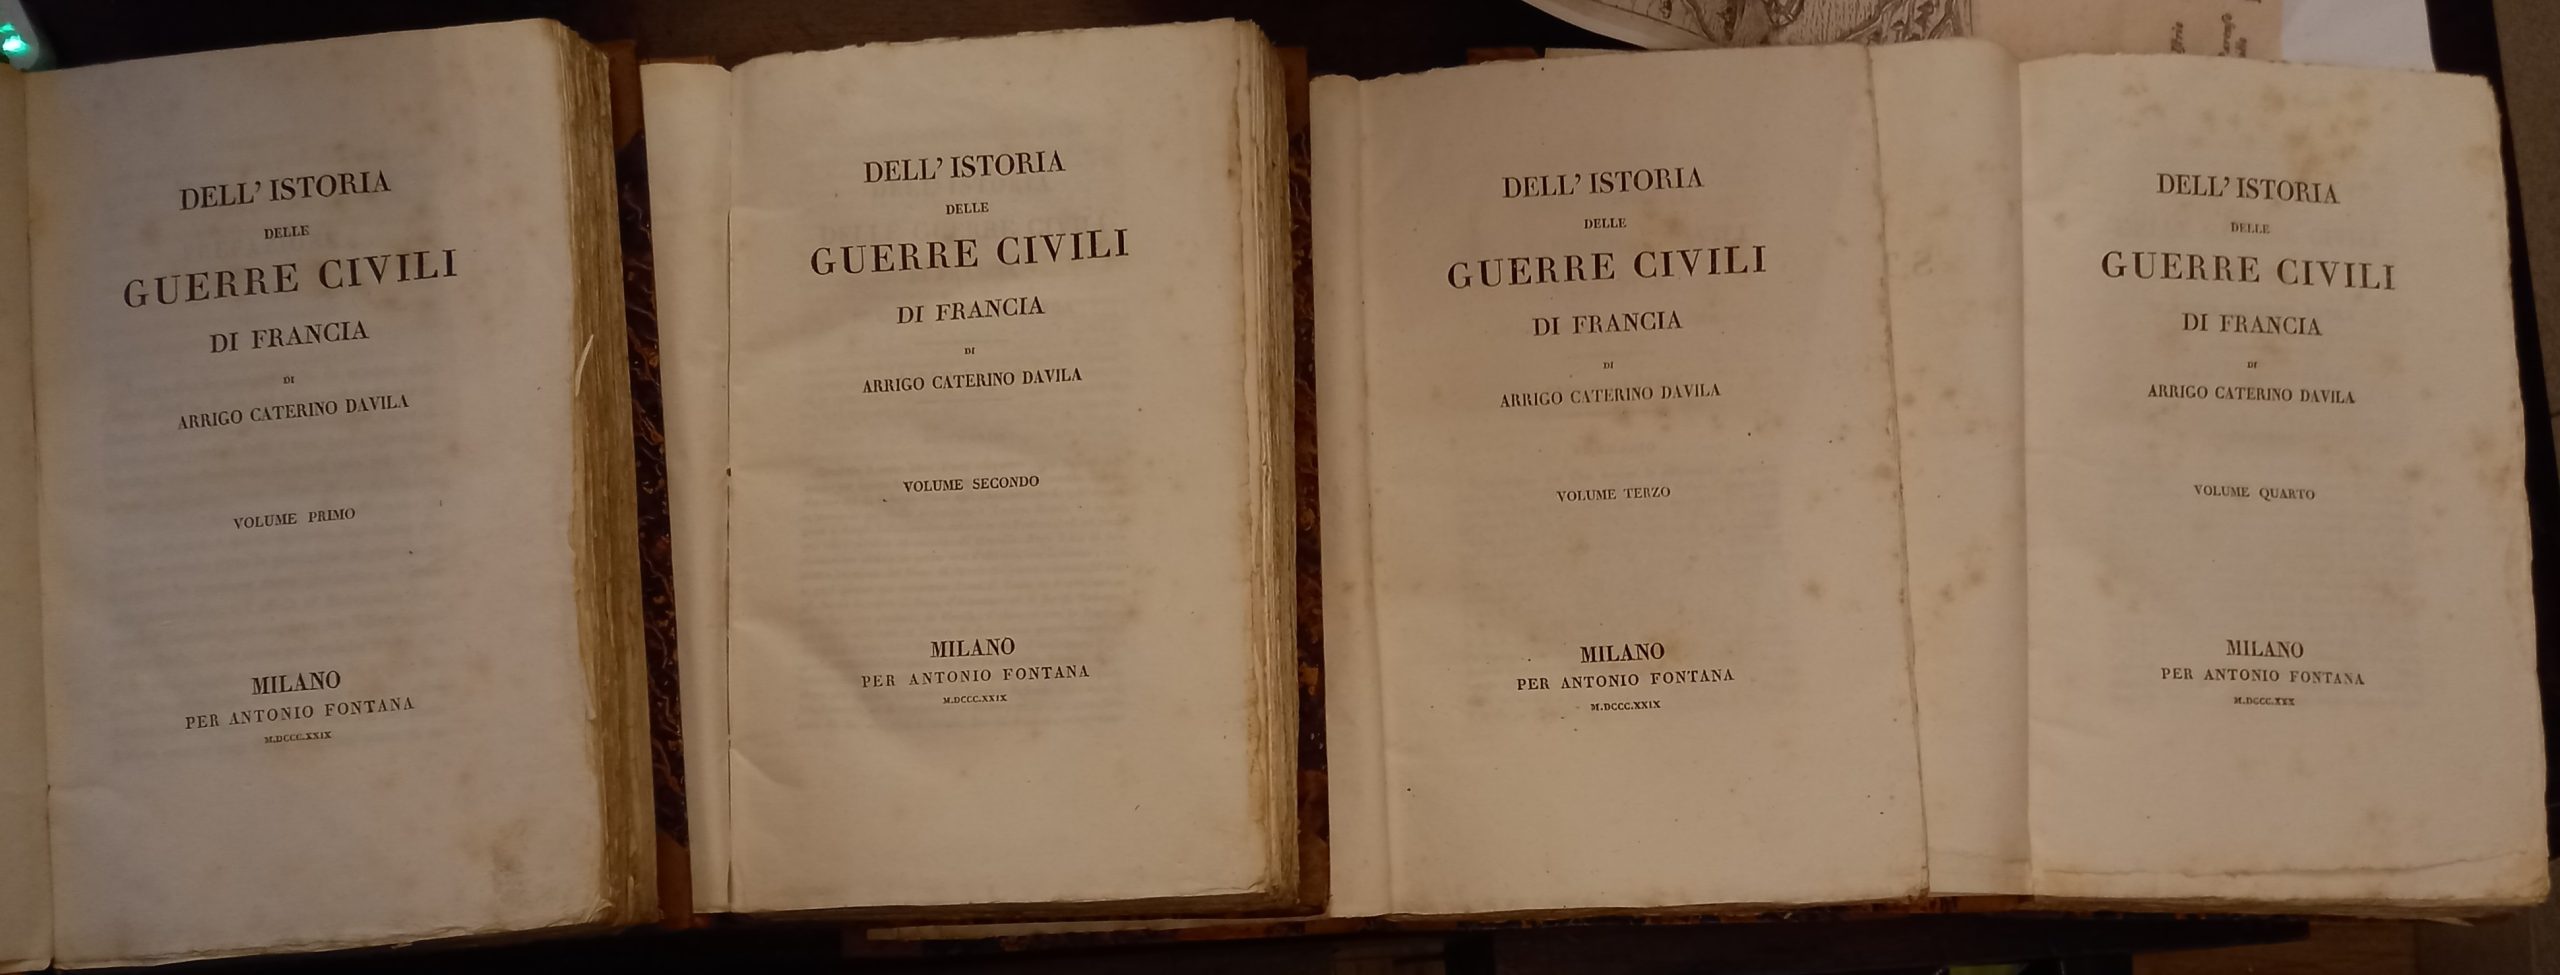 DELL' ISTORIA
DELLE
GUERRE CIVILI
DI FRANCIA
DI
ARRIGO CATERINO DAVILA
VOLUME PRIMO
MILANO
PER ANTONIO FONTANA
M.DCCC.XXIX
DELL' ISTORIA
DELLE
GUERRE CIVILI
DI FRANCIA
DI
ARRIGO CATERINO DAVILA
VOLUME SECONDO
MILANO
PER ANTONIO FONTANA
M.DCCC.XXIX
DELL' ISTORIA
DELLE
GUERRE CIVILI
DI FRANCIA
DI
ARRIGO CATERINO DAVILA
VOLUME TERZO
MILANO
PER ANTONIO FONTANA
M.DCCC.XXIX
DELL' ISTORIA
DELLE
GUERRE CIVILI
DI FRANCIA
DI
ARRIGO CATERINO DAVILA
VOLUME QUARTO
MILANO
PER ANTONIO FONTANA
M.DCCC.XXX